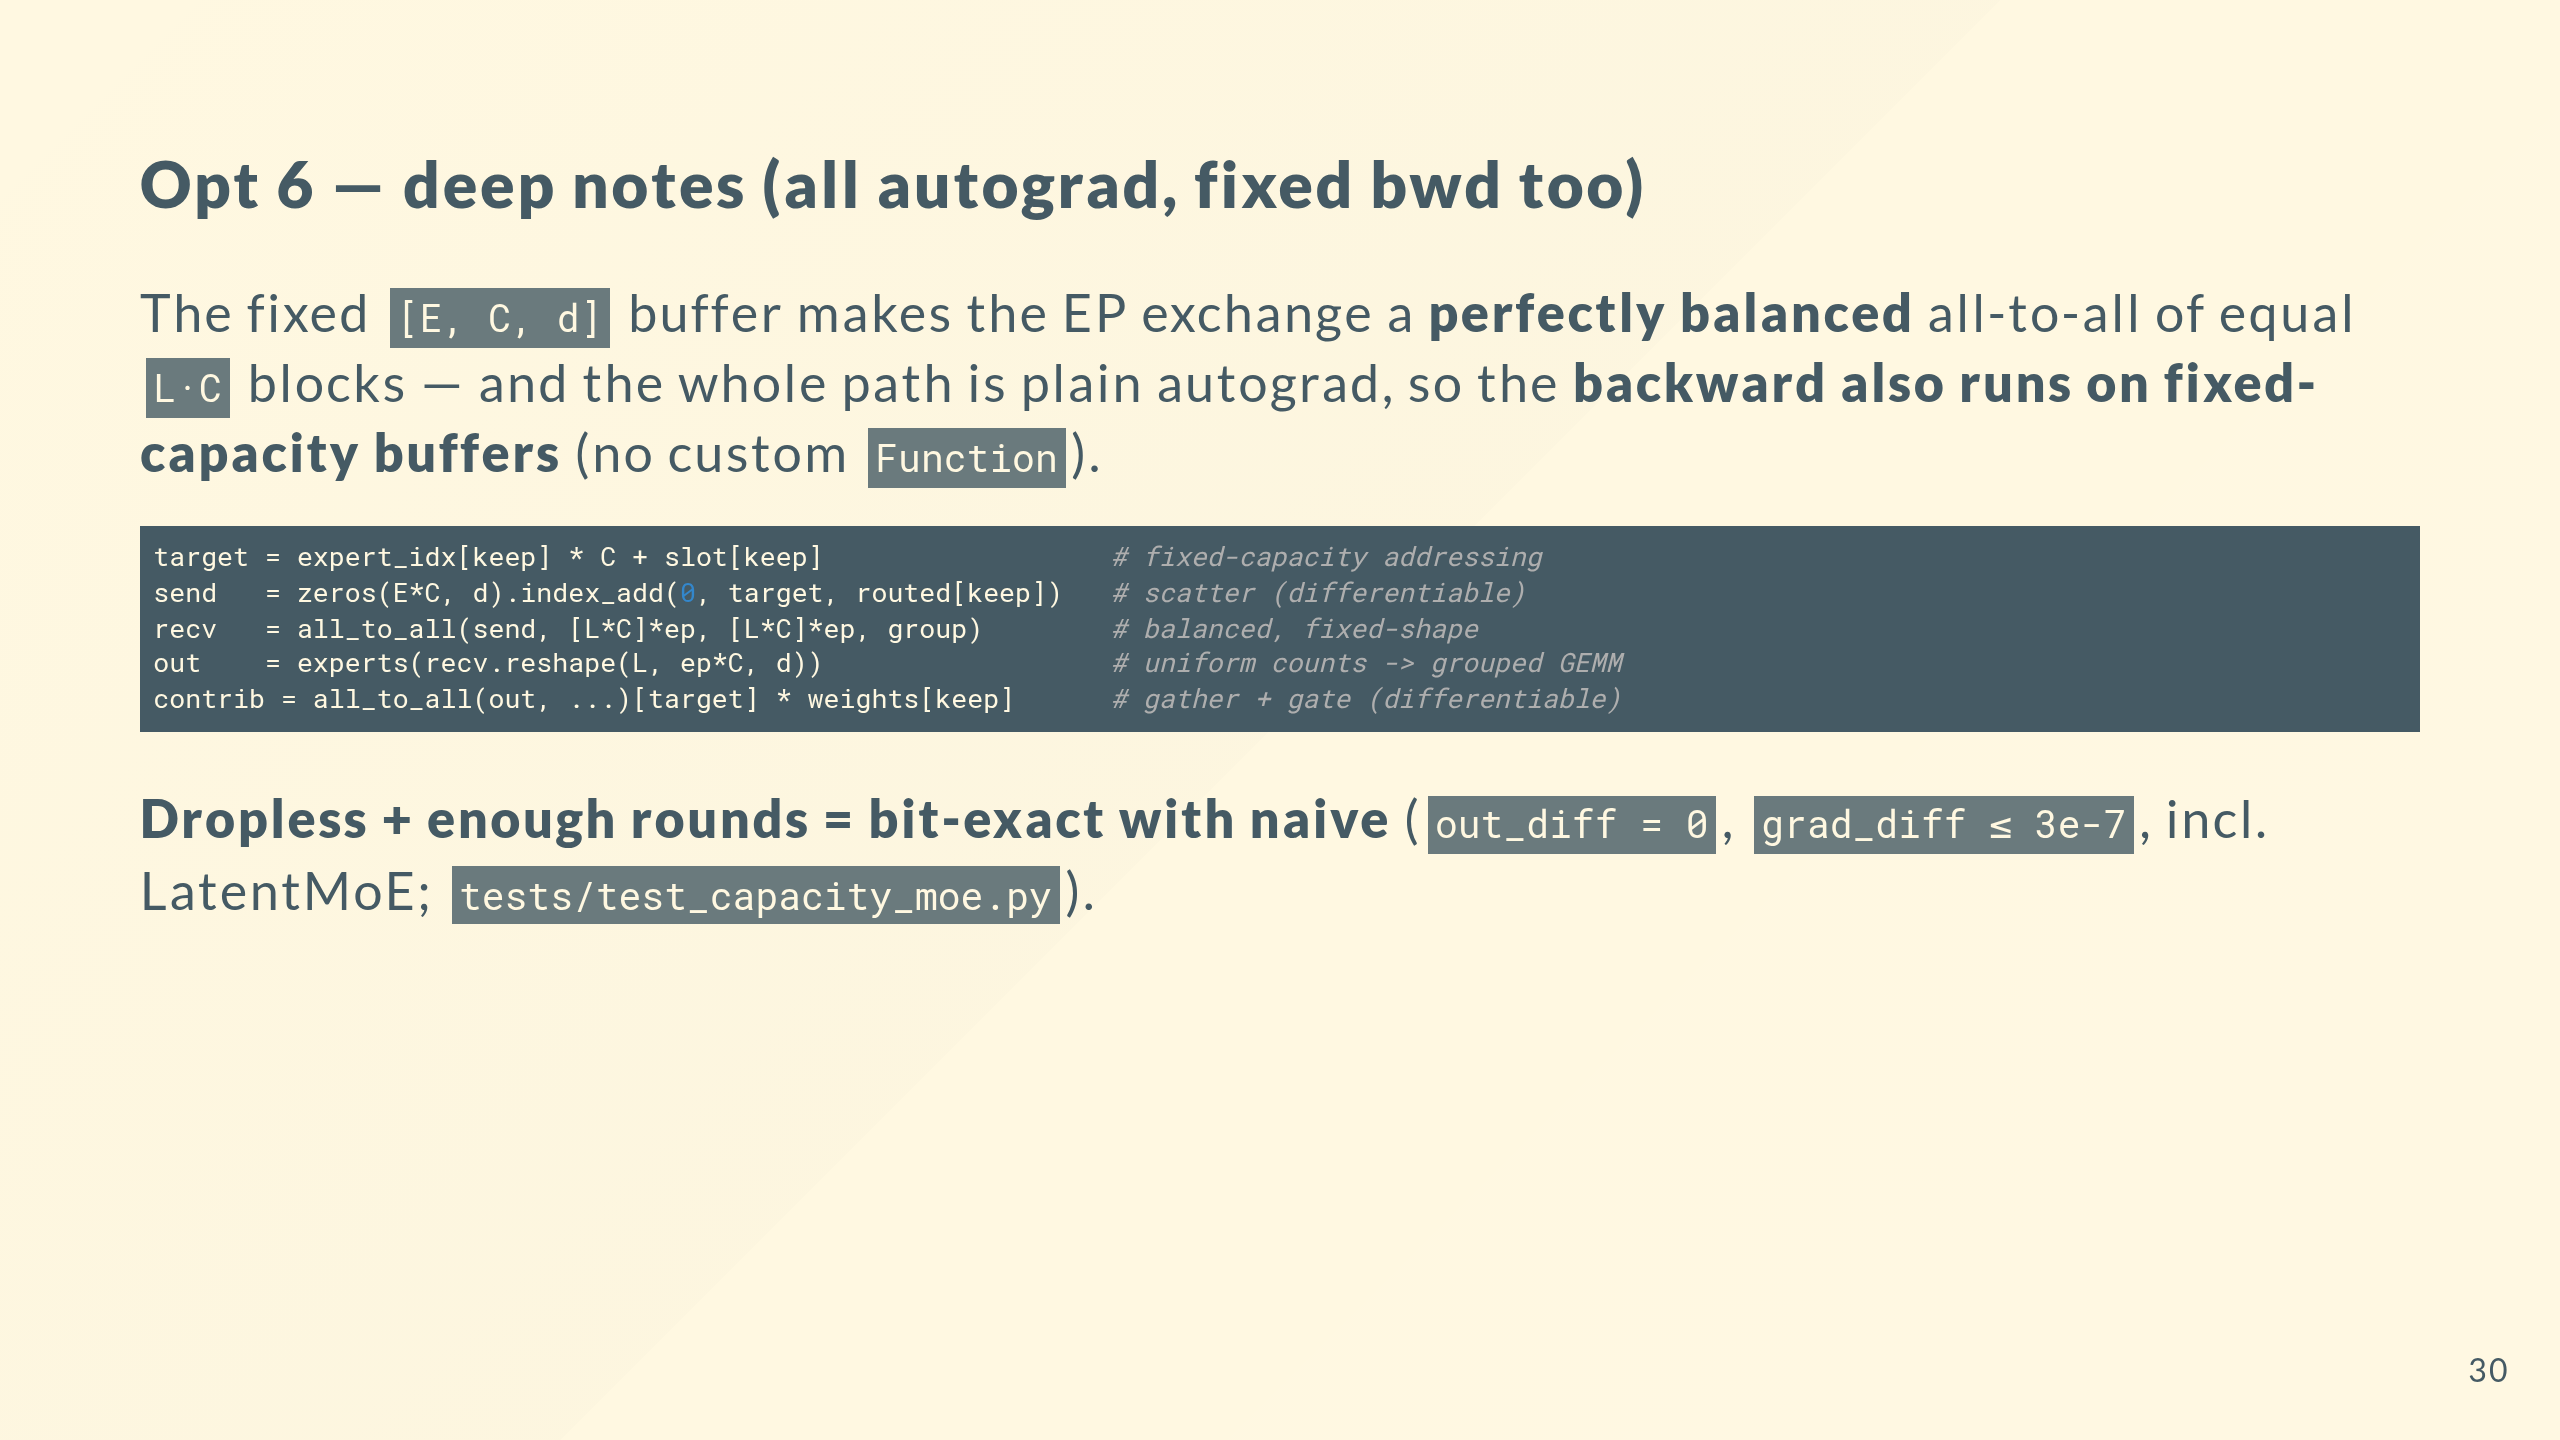 Opt 6 — deep notes (all autograd, fixed bwd too)
The fixed [E, C, d] buffer makes the EP exchange a perfectly balanced all-to-all of equal
L·C blocks — and the whole path is plain autograd, so the backward also runs on fixed-
capacity buffers (no custom Function).
target = expert_idx[keep] * C + slot[keep]                  # fixed-capacity addressing
send   = zeros(E*C, d).index_add(0, target, routed[keep])   # scatter (differentiable)
recv   = all_to_all(send, [L*C]*ep, [L*C]*ep, group)        # balanced, fixed-shape
out    = experts(recv.reshape(L, ep*C, d))                  # uniform counts -> grouped GEMM
contrib = all_to_all(out, ...)[target] * weights[keep]      # gather + gate (differentiable)
Dropless + enough rounds = bit-exact with naive (out_diff = 0, grad_diff ≤ 3e-7, incl.
LatentMoE; tests/test_capacity_moe.py).
30